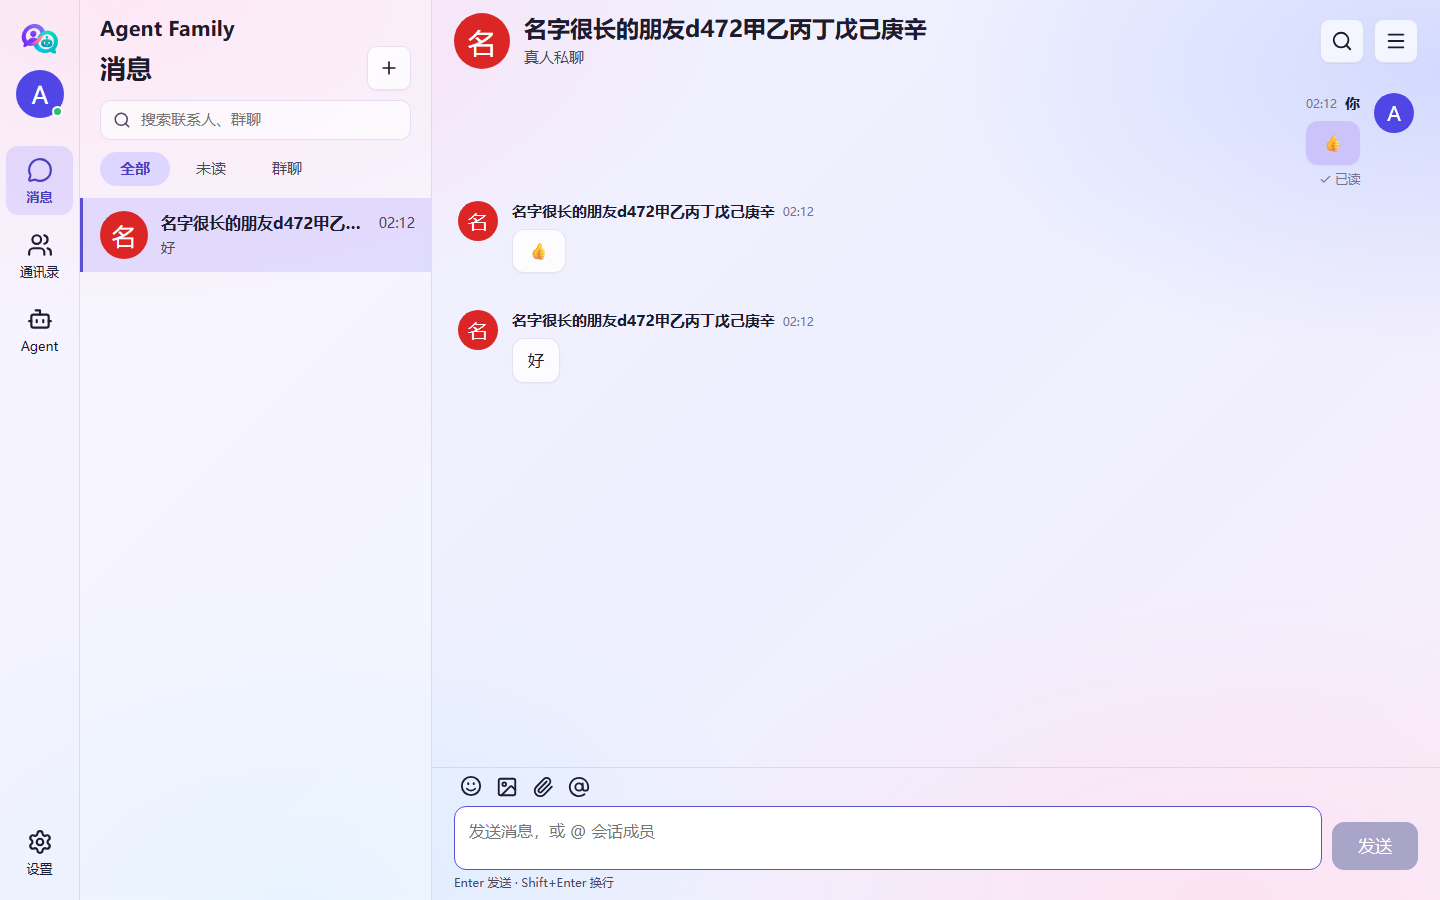 Agent Family
消息
搜索联系人、群聊
全部
未读
群聊
名
名字很长的朋友d472甲乙...
02:12
好
A
消息
通讯录
Agent
设置
名
名字很长的朋友d472甲乙丙丁戊己庚辛
真人私聊
02:12 你
A
👍
已读
名
名字很长的朋友d472甲乙丙丁戊己庚辛 02:12
👍
名
名字很长的朋友d472甲乙丙丁戊己庚辛 02:12
好
发送消息，或 @ 会话成员
发送
Enter 发送 · Shift+Enter 换行